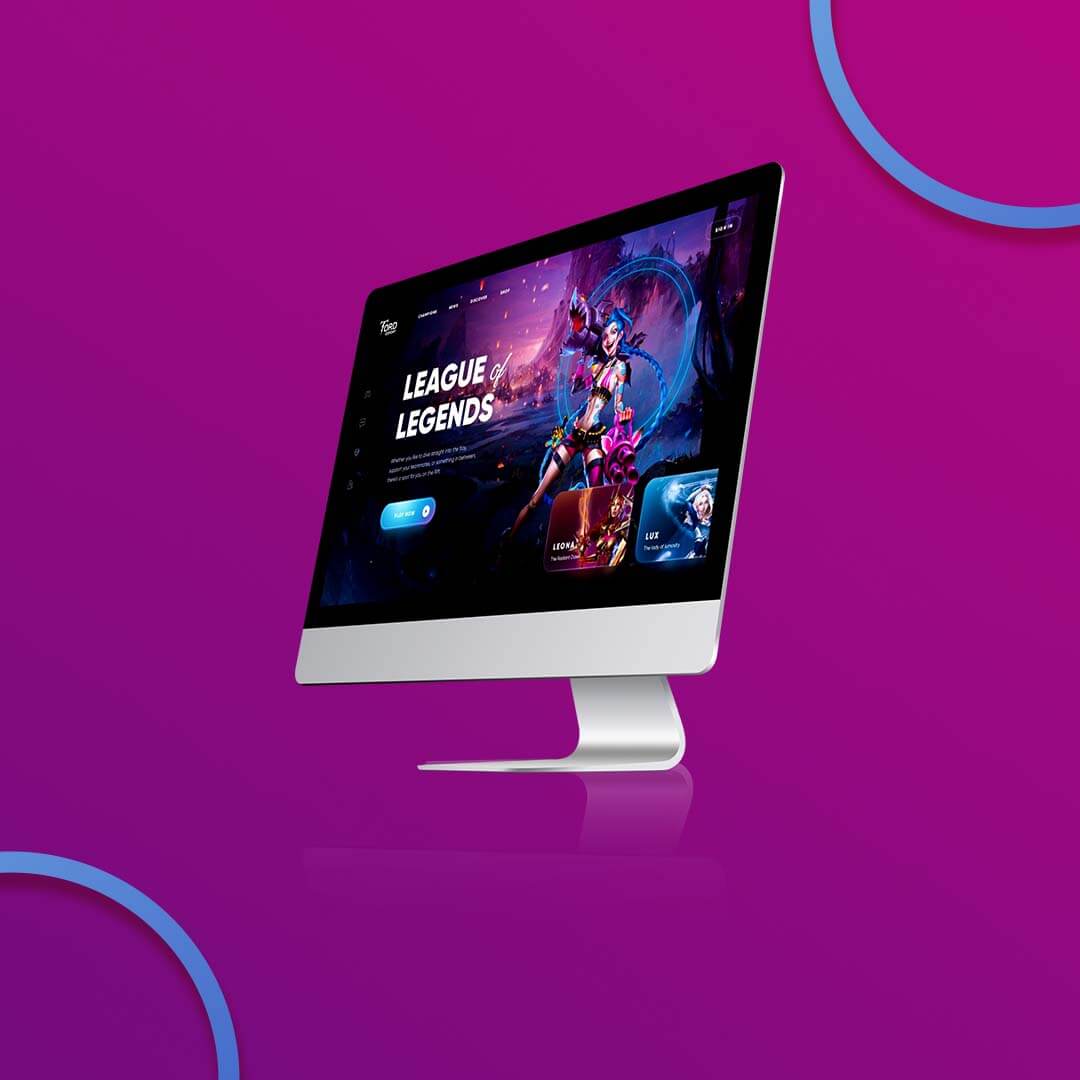 SIGN IN
CHAMPIONS NEWS DISCOVER SHOP
FORD
LEAGUE of
LEGENDS
Whether you like to dive straight into the fray,
support your teammates, or something in between,
there's a spot for you on the Rift.
PLAY NOW
LEONA
The Radiant Dawn
LUX
The lady of luminosity